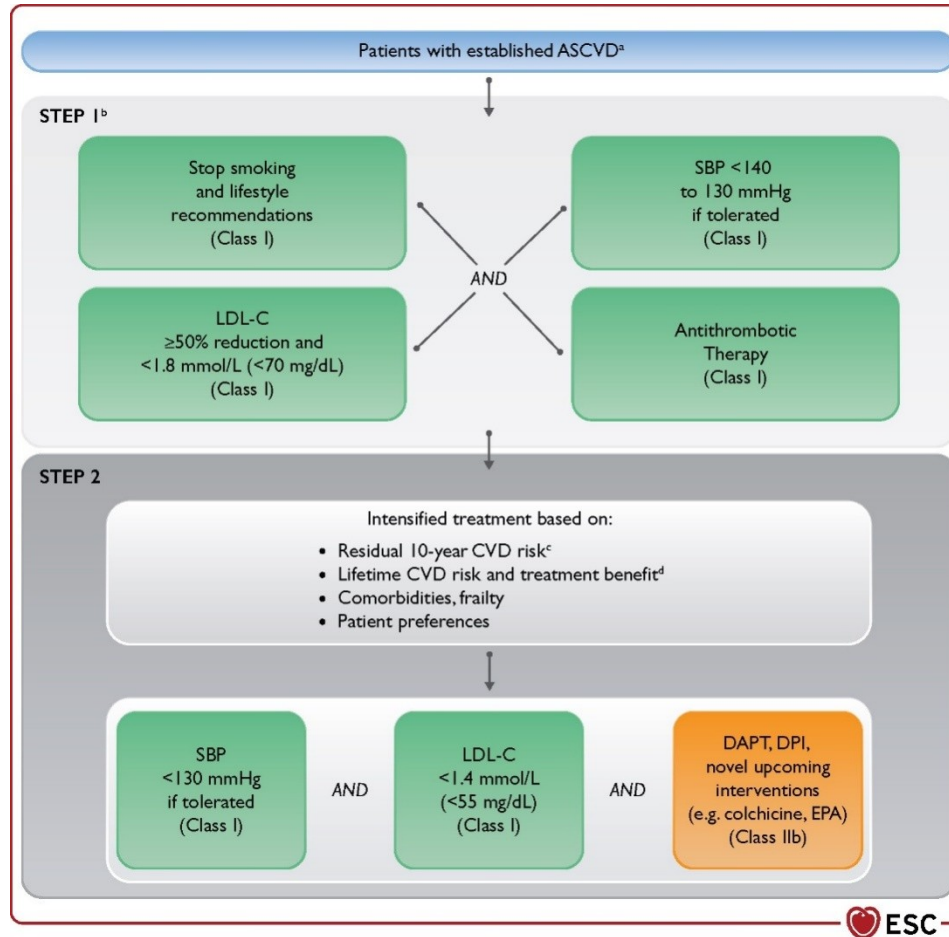 Patients with established ASCVDᵃ
STEP 1ᵇ
Stop smoking
and lifestyle
recommendations
(Class I)
SBP <140
to 130 mmHg
if tolerated
(Class I)
AND
LDL-C
≥50% reduction and
<1.8 mmol/L (<70 mg/dL)
(Class I)
Antithrombotic
Therapy
(Class I)
STEP 2
Intensified treatment based on:
• Residual 10-year CVD riskᶜ
• Lifetime CVD risk and treatment benefitᵈ
• Comorbidities, frailty
• Patient preferences
SBP
<130 mmHg
if tolerated
(Class I)
AND
LDL-C
<1.4 mmol/L
(<55 mg/dL)
(Class I)
AND
DAPT, DPI,
novel upcoming
interventions
(e.g. colchicine, EPA)
(Class IIb)
ESC